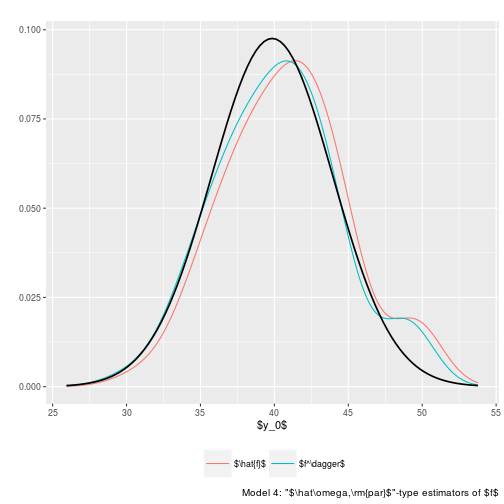 0.100
0.075
0.050
0.025
0.000
25 30 35 40 45 50 55
$y_0$
$\hat{f}$ $f^\dagger$
Model 4: "$\hat\omega,\rm{par}$"-type estimators of $f$